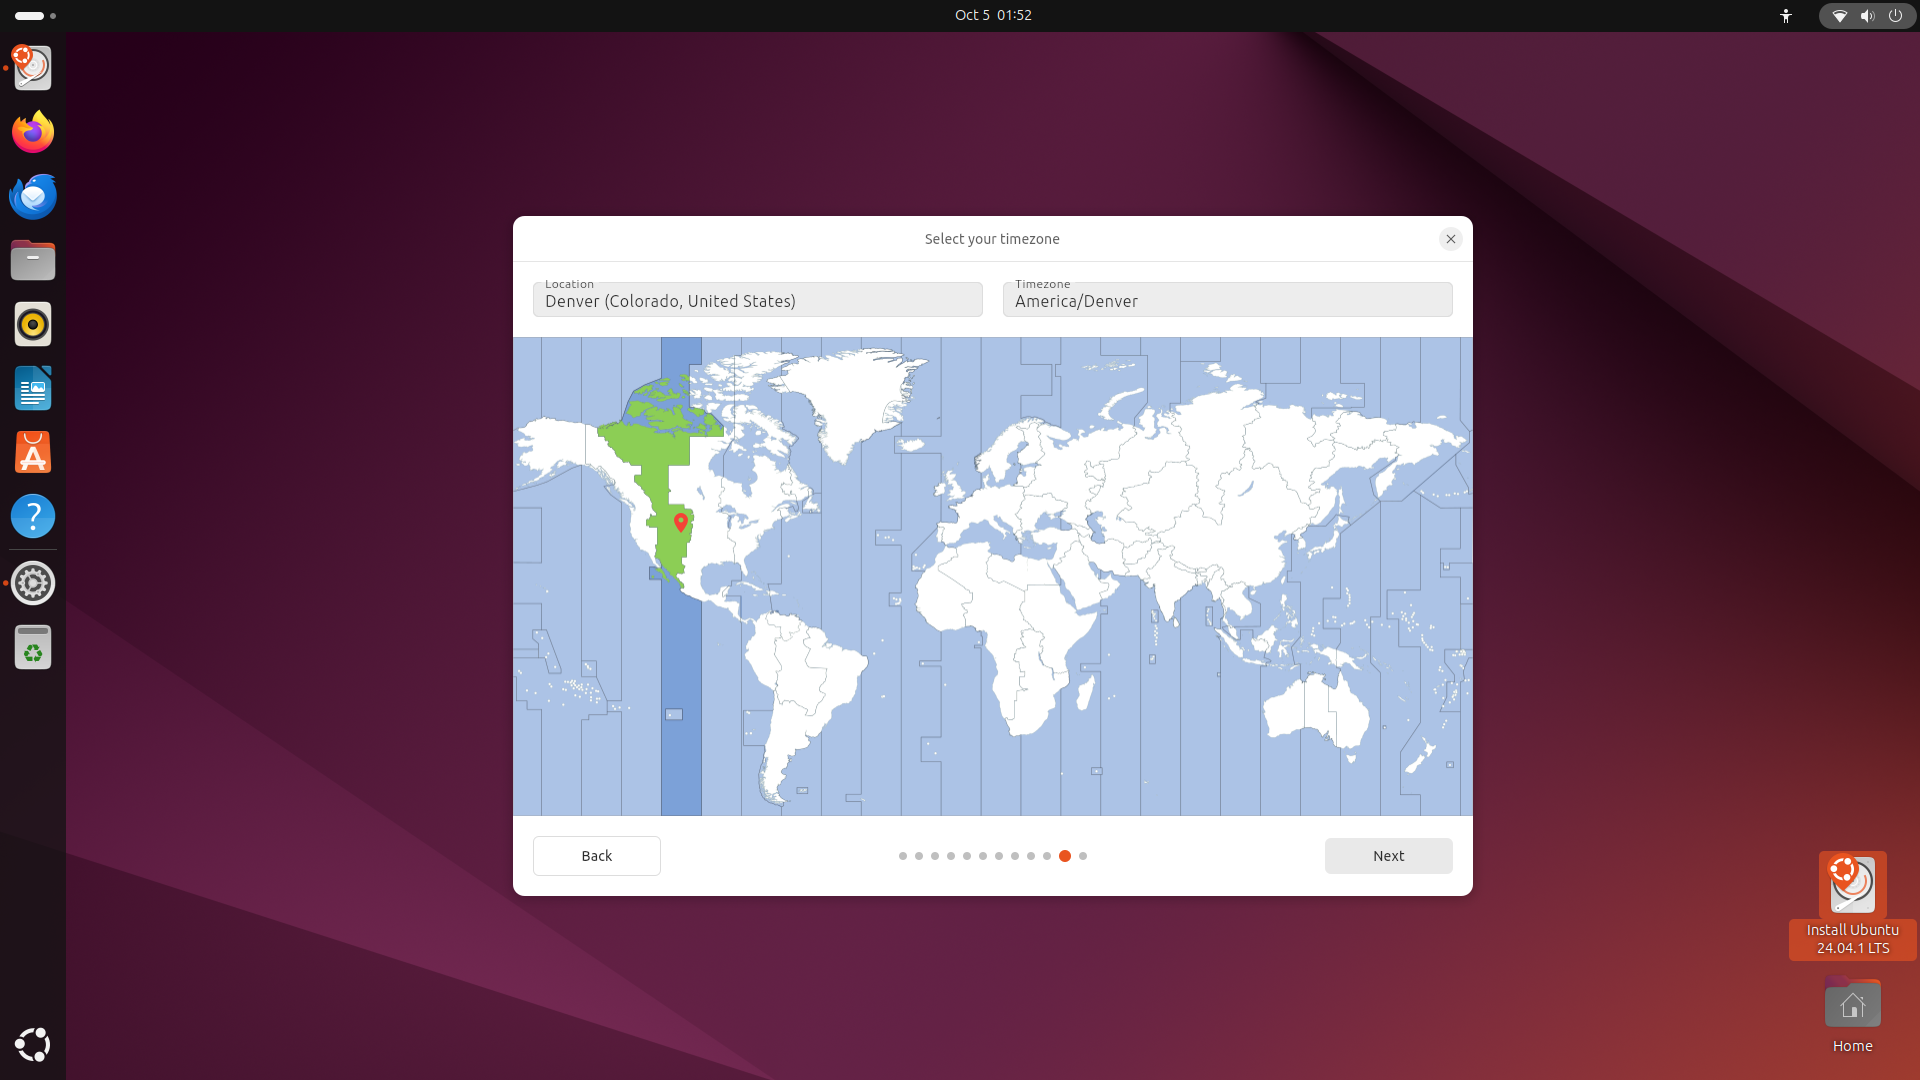 Oct 5 01:52
Select your timezone
Location
Denver (Colorado, United States)
Timezone
America/Denver
Back
Next
Install Ubuntu
24.04.1 LTS
Home